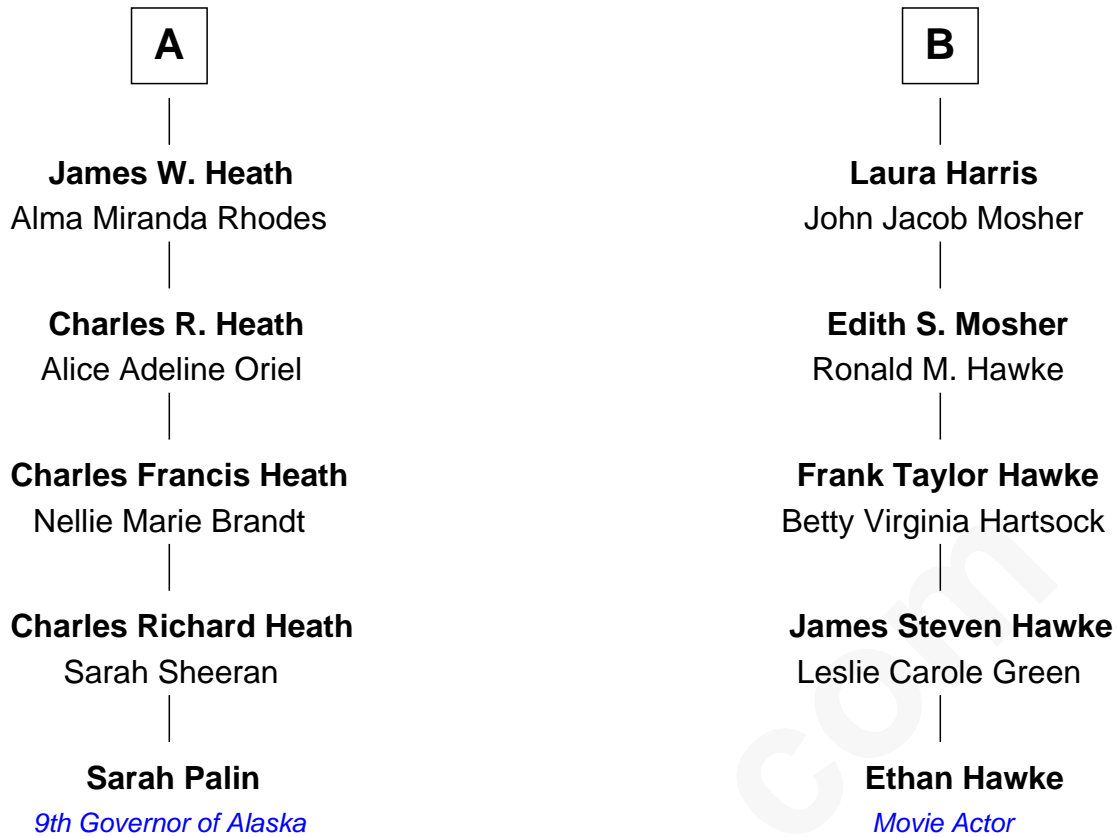 A
B
James W. Heath
Alma Miranda Rhodes
Laura Harris
John Jacob Mosher
Charles R. Heath
Alice Adeline Oriel
Edith S. Mosher
Ronald M. Hawke
Charles Francis Heath
Nellie Marie Brandt
Frank Taylor Hawke
Betty Virginia Hartsock
Charles Richard Heath
Sarah Sheeran
James Steven Hawke
Leslie Carole Green
Sarah Palin
9th Governor of Alaska
Ethan Hawke
Movie Actor
com